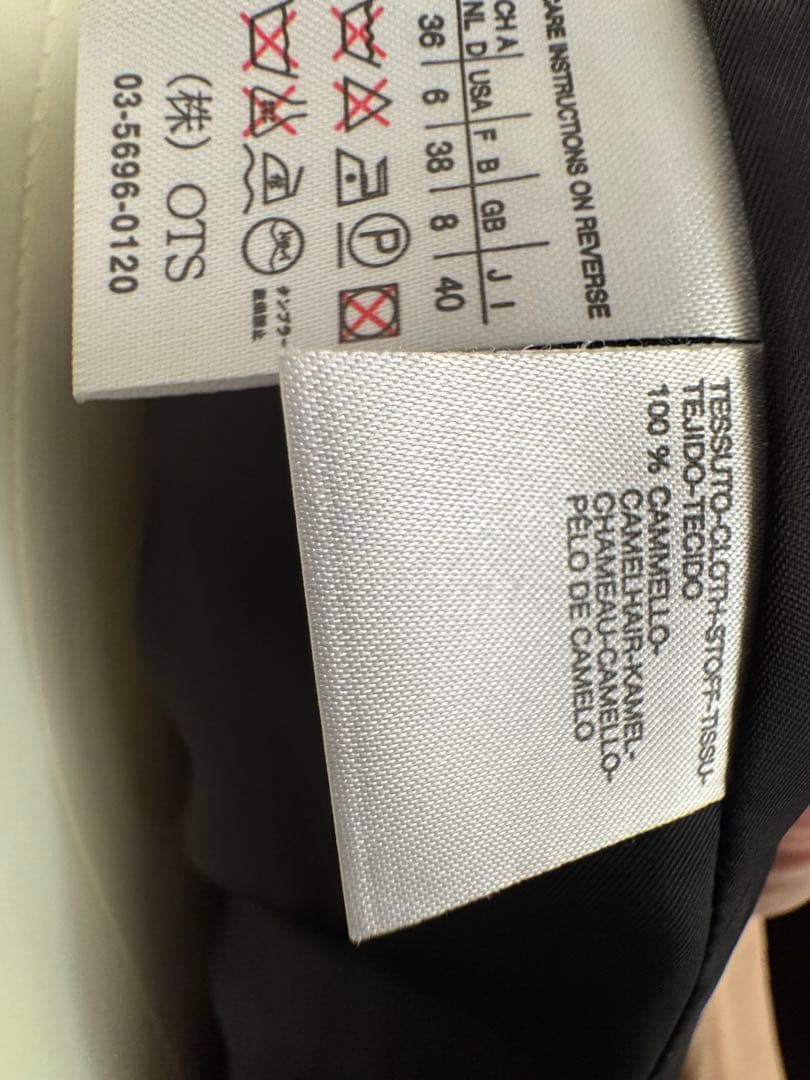 CARE INSTRUCTIONS ON REVERSE
CH A
NL D USA F B GB J I
36 6 38 8 40
P
(株) OTS
03-5696-0120
TESSUTO-CLOTH-STOFF-TISSU-
TEJIDO-TECIDO
100 % CAMMELLO-
CAMELHAIR-KAMEL-
CHAMEAU-CAMELLO-
PÊLO DE CAMELO